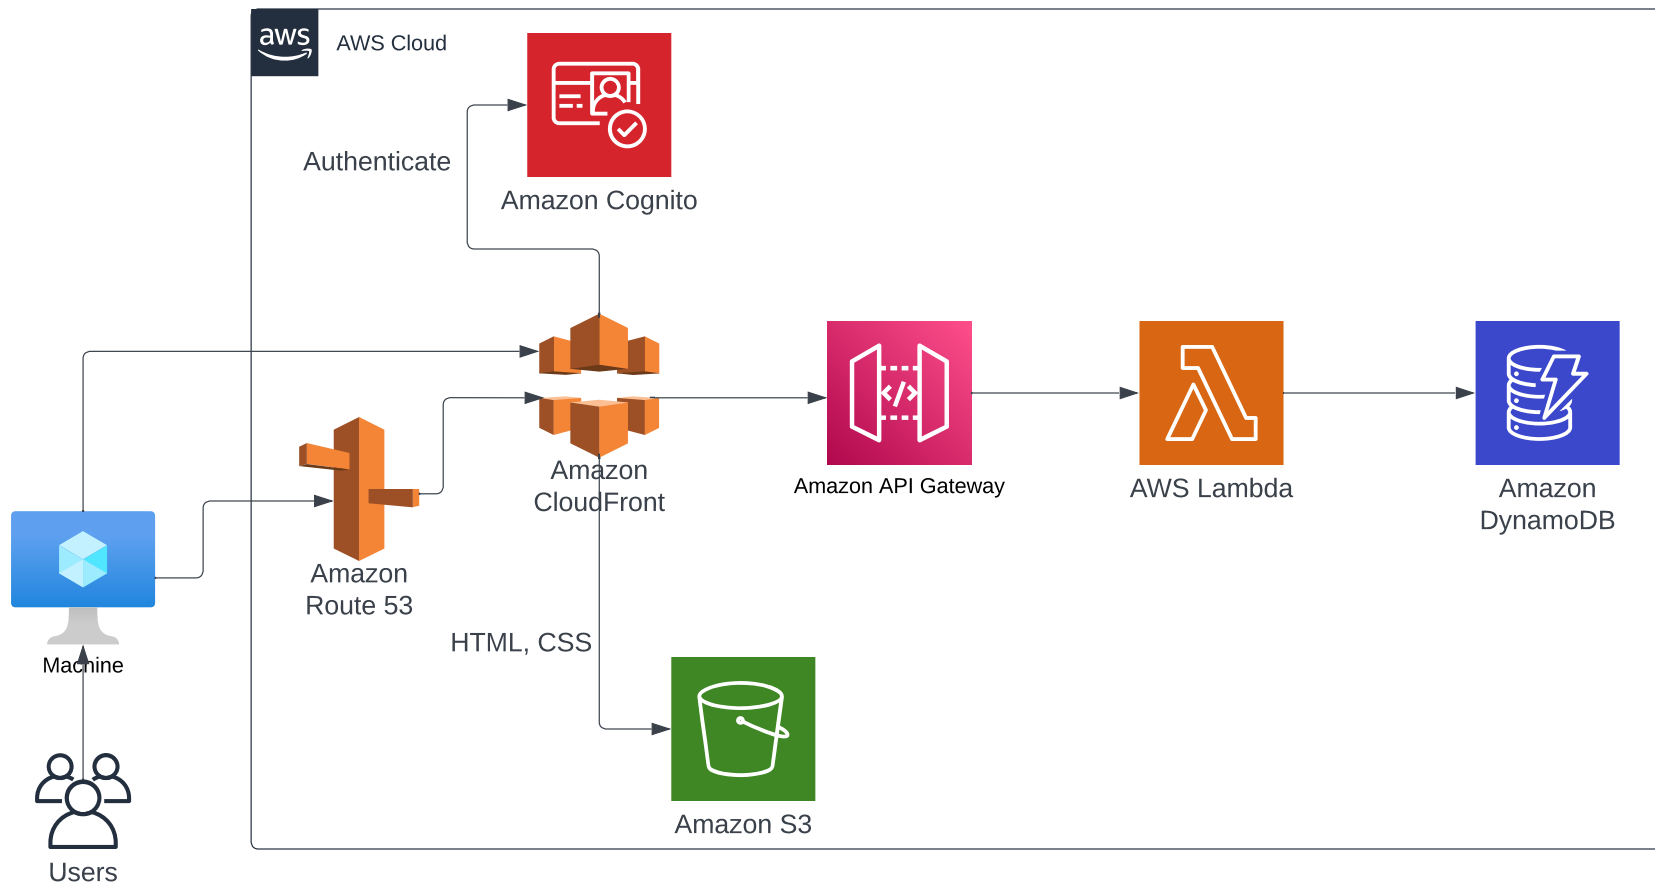 aws
AWS Cloud
Authenticate
Amazon Cognito
Amazon
CloudFront
Amazon API Gateway
AWS Lambda
Amazon
DynamoDB
Amazon
Route 53
HTML, CSS
Machine
Amazon S3
Users